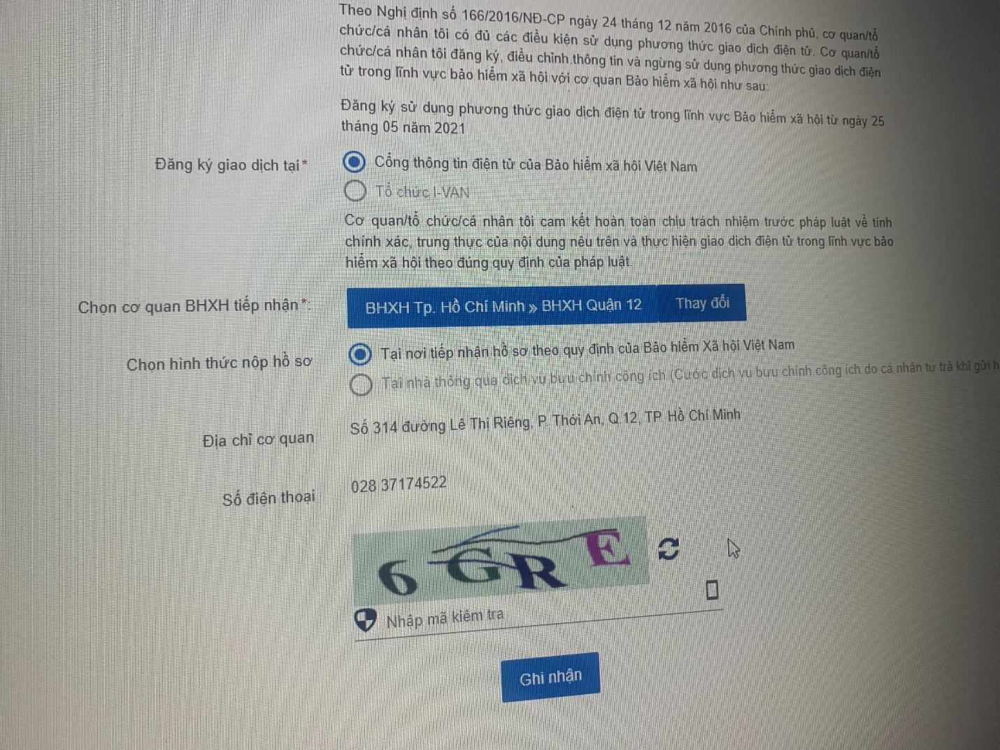 Theo Nghị định số 166/2016/NĐ-CP ngày 24 tháng 12 năm 2016 của Chính phủ, cơ quan/tổ
chức/cá nhân tôi có đủ các điều kiện sử dụng phương thức giao dịch điện tử. Cơ quan/tổ
chức/cá nhân tôi đăng ký, điều chỉnh thông tin và ngừng sử dụng phương thức giao dịch điện
tử trong lĩnh vực bảo hiểm xã hội với cơ quan Bảo hiểm xã hội như sau:
Đăng ký sử dụng phương thức giao dịch điện tử trong lĩnh vực Bảo hiểm xã hội từ ngày 25
tháng 05 năm 2021
Đăng ký giao dịch tại* Cổng thông tin điện tử của Bảo hiểm xã hội Việt Nam
Tổ chức I-VAN
Cơ quan/tổ chức/cá nhân tôi cam kết hoàn toàn chịu trách nhiệm trước pháp luật về tính
chính xác, trung thực của nội dung nêu trên và thực hiện giao dịch điện tử trong lĩnh vực bảo
hiểm xã hội theo đúng quy định của pháp luật.
Chọn cơ quan BHXH tiếp nhận*: BHXH Tp. Hồ Chí Minh » BHXH Quận 12 Thay đổi
Chọn hình thức nộp hồ sơ Tại nơi tiếp nhận hồ sơ theo quy định của Bảo hiểm Xã hội Việt Nam
Tại nhà thông qua dịch vụ bưu chính công ích (Cước dịch vụ bưu chính công ích do cá nhân tự trả khi gửi h
Địa chỉ cơ quan Số 314 đường Lê Thị Riêng, P. Thới An, Q.12, TP. Hồ Chí Minh
Số điện thoại 028 37174522
6 G R E
Nhập mã kiểm tra
Ghi nhận